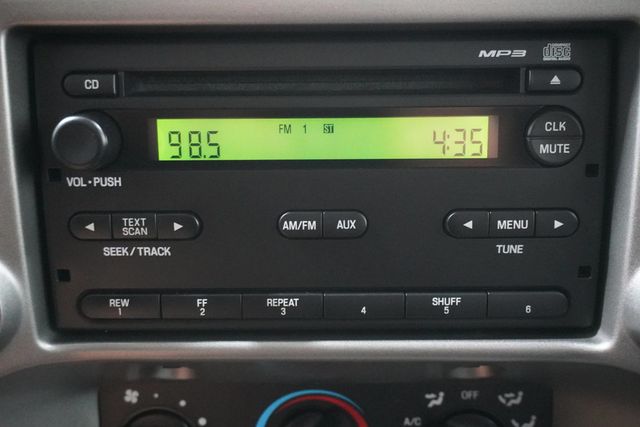 MP3 disc
CD
FM 1 ST
98.5 4:35
CLK
MUTE
VOL•PUSH
TEXT SCAN
AM/FM AUX
MENU
SEEK/TRACK
TUNE
REW 1
FF 2
REPEAT 3
4
SHUFF 5
6
OFF
A/C